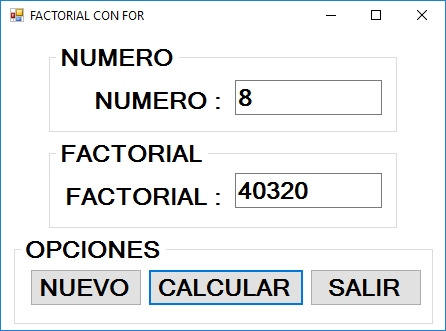 FACTORIAL CON FOR
NUMERO
NUMERO : 8
FACTORIAL
FACTORIAL : 40320
OPCIONES
NUEVO CALCULAR SALIR